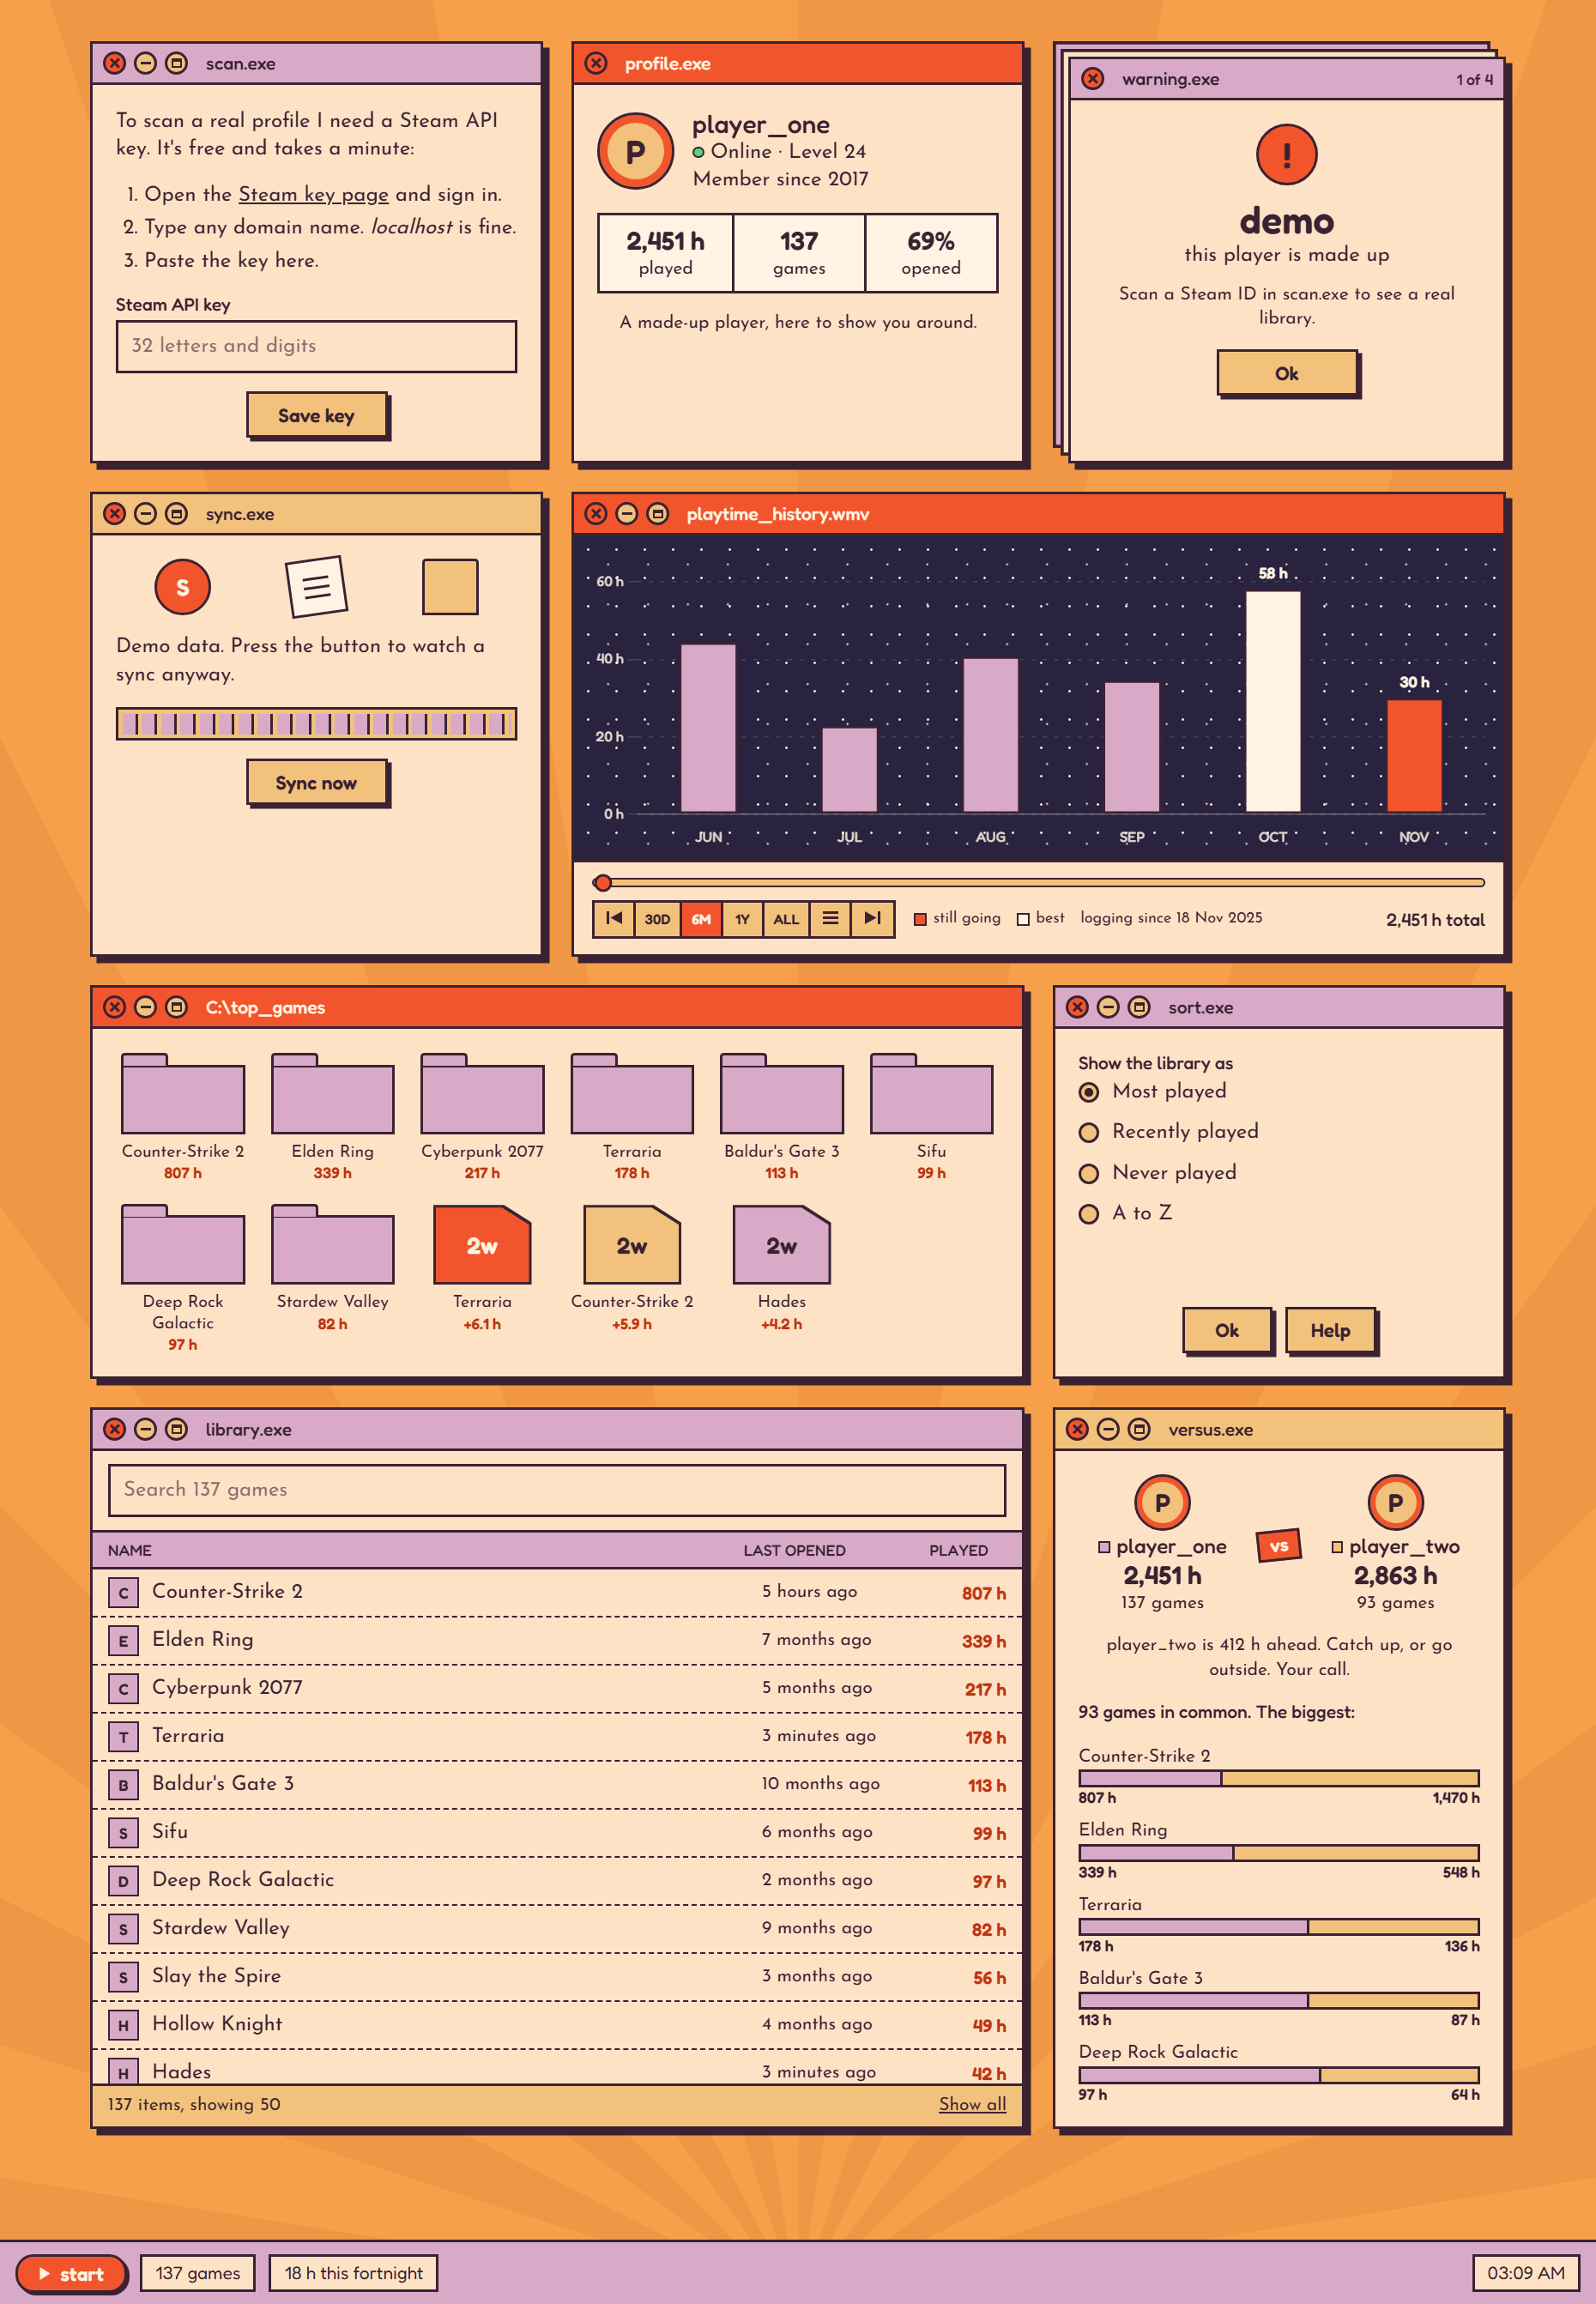 scan.exe
To scan a real profile I need a Steam API
key. It's free and takes a minute:
1. Open the Steam key page and sign in.
2. Type any domain name. localhost is fine.
3. Paste the key here.
Steam API key
32 letters and digits
Save key
profile.exe
P
player_one
Online · Level 24
Member since 2017
2,451 h
played
137
games
69%
opened
A made-up player, here to show you around.
warning.exe
1 of 4
!
demo
this player is made up
Scan a Steam ID in scan.exe to see a real
library.
Ok
sync.exe
S
Demo data. Press the button to watch a
sync anyway.
Sync now
playtime_history.wmv
60 h
40 h
20 h
0 h
58 h
30 h
JUN
JUL
AUG
SEP
OCT
NOV
30D
6M
1Y
ALL
still going
best
logging since 18 Nov 2025
2,451 h total
C:\top_games
Counter-Strike 2
807 h
Elden Ring
339 h
Cyberpunk 2077
217 h
Terraria
178 h
Baldur's Gate 3
113 h
Sifu
99 h
Deep Rock
Galactic
97 h
Stardew Valley
82 h
2w
Terraria
+6.1 h
2w
Counter-Strike 2
+5.9 h
2w
Hades
+4.2 h
sort.exe
Show the library as
Most played
Recently played
Never played
A to Z
Ok
Help
library.exe
Search 137 games
NAME LAST OPENED PLAYED
C Counter-Strike 2 5 hours ago 807 h
E Elden Ring 7 months ago 339 h
C Cyberpunk 2077 5 months ago 217 h
T Terraria 3 minutes ago 178 h
B Baldur's Gate 3 10 months ago 113 h
S Sifu 6 months ago 99 h
D Deep Rock Galactic 2 months ago 97 h
S Stardew Valley 9 months ago 82 h
S Slay the Spire 3 months ago 56 h
H Hollow Knight 4 months ago 49 h
H Hades 3 minutes ago 42 h
137 items, showing 50
Show all
versus.exe
P
player_one
2,451 h
137 games
vs
P
player_two
2,863 h
93 games
player_two is 412 h ahead. Catch up, or go
outside. Your call.
93 games in common. The biggest:
Counter-Strike 2
807 h 1,470 h
Elden Ring
339 h 548 h
Terraria
178 h 136 h
Baldur's Gate 3
113 h 87 h
Deep Rock Galactic
97 h 64 h
start
137 games
18 h this fortnight
03:09 AM